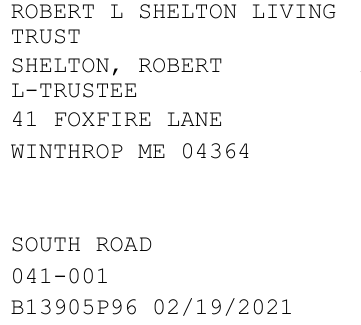 ROBERT L SHELTON LIVING
TRUST
SHELTON, ROBERT
L-TRUSTEE
41 FOXFIRE LANE
WINTHROP ME 04364
SOUTH ROAD
041-001
B13905P96 02/19/2021